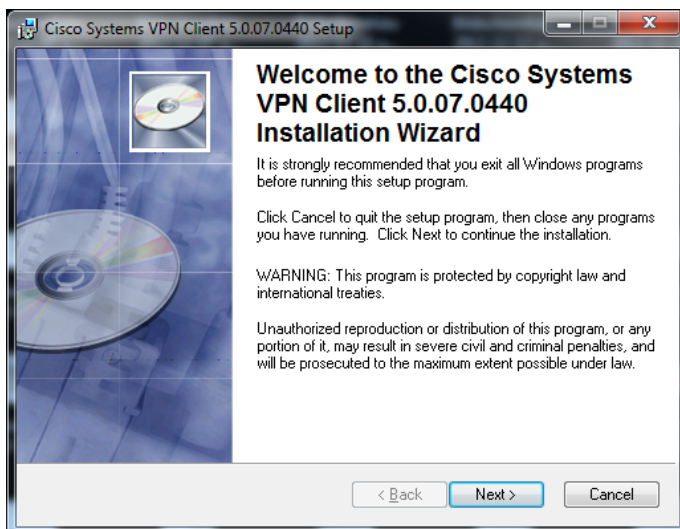 Cisco Systems VPN Client 5.0.07.0440 Setup
Welcome to the Cisco Systems
VPN Client 5.0.07.0440
Installation Wizard
It is strongly recommended that you exit all Windows programs
before running this setup program.
Click Cancel to quit the setup program, then close any programs
you have running.  Click Next to continue the installation.
WARNING: This program is protected by copyright law and
international treaties.
Unauthorized reproduction or distribution of this program, or any
portion of it, may result in severe civil and criminal penalties, and
will be prosecuted to the maximum extent possible under law.
< Back
Next >
Cancel